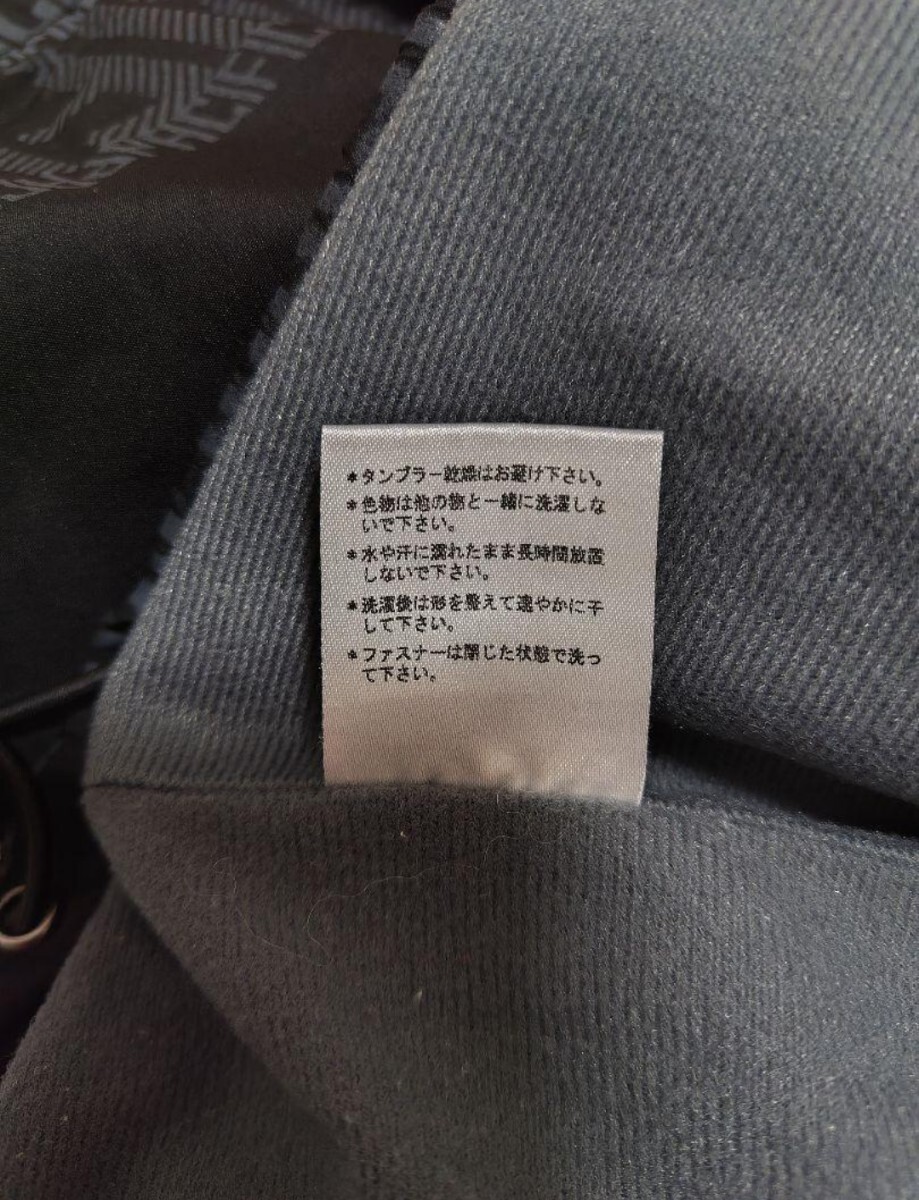 *タンブラー乾燥はお避け下さい。
*色物は他の物と一緒に洗濯しな
いで下さい。
*水や汗に濡れたまま長時間放置
しないで下さい。
*洗濯後は形を整えて速やかに干
して下さい。
*ファスナーは閉じた状態で洗っ
て下さい。